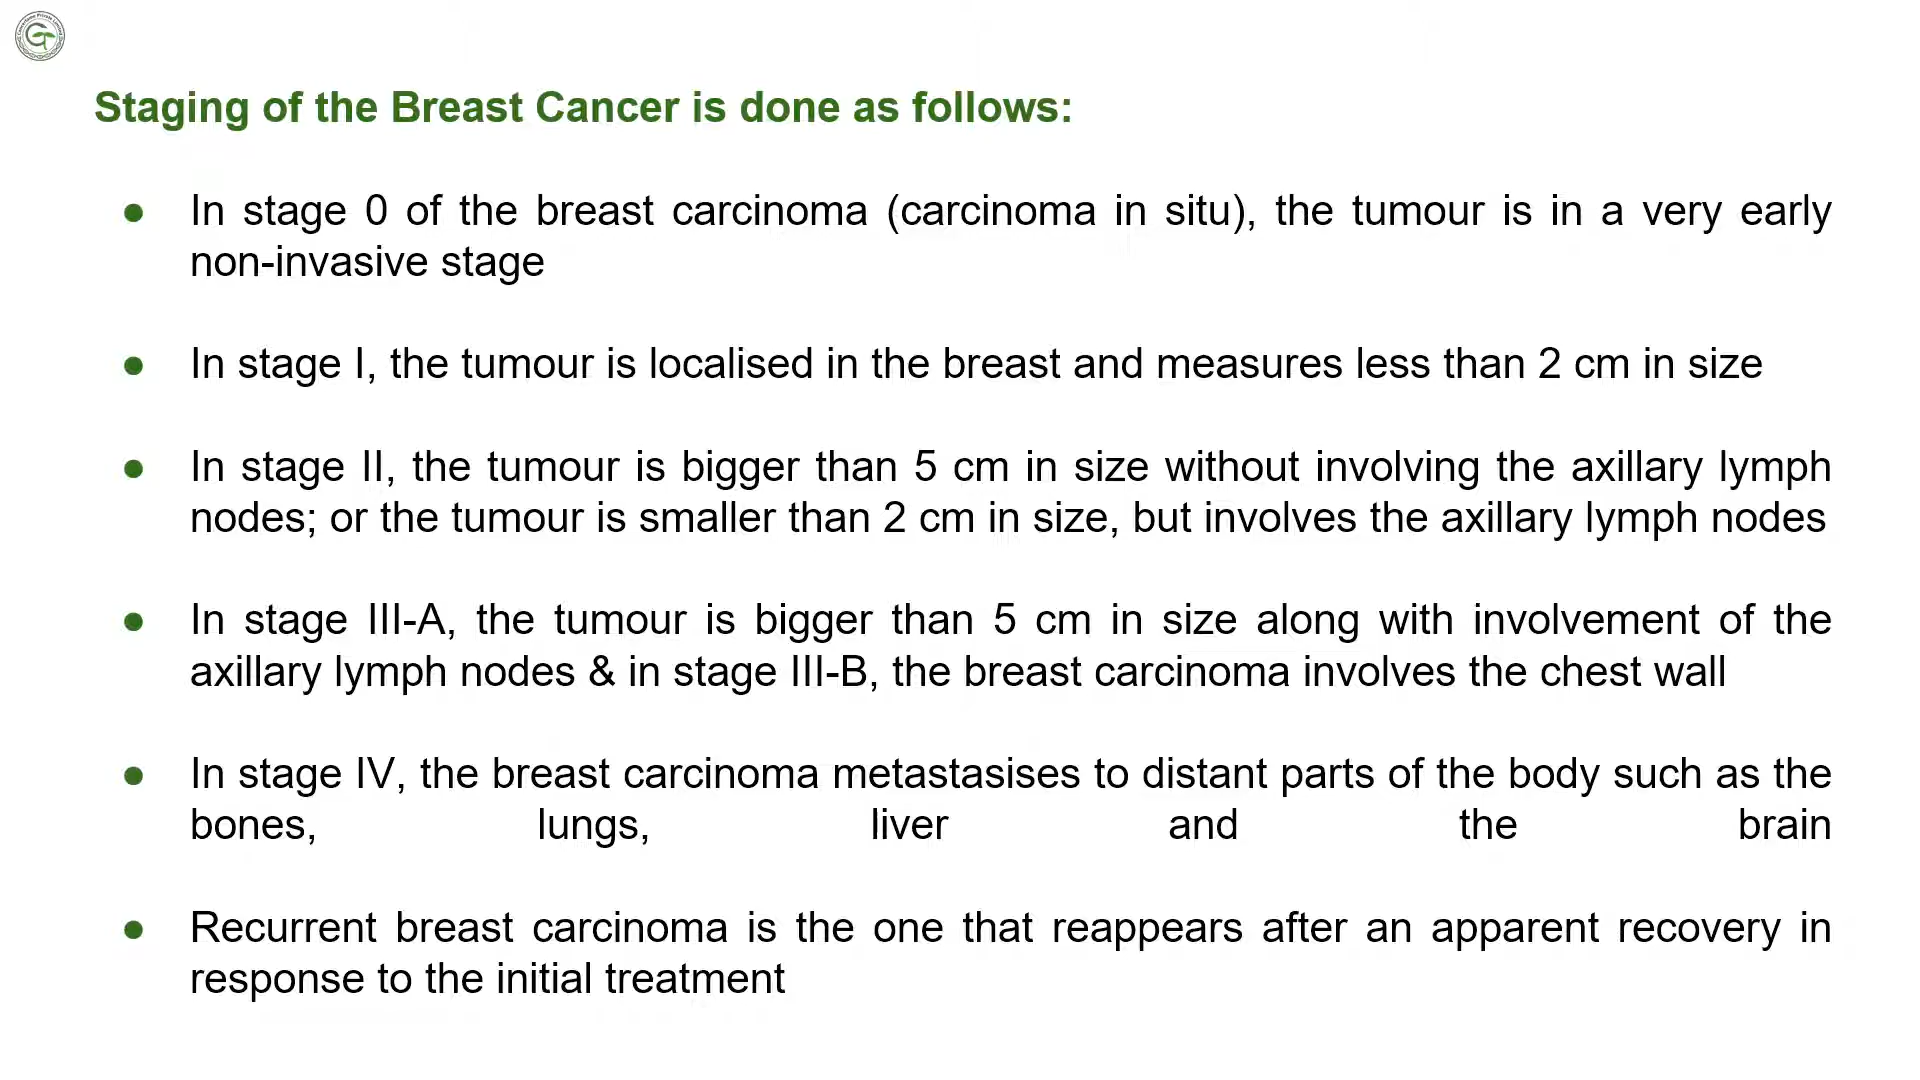 Staging of the Breast Cancer is done as follows:
● In stage 0 of the breast carcinoma (carcinoma in situ), the tumour is in a very early
non-invasive stage
● In stage I, the tumour is localised in the breast and measures less than 2 cm in size
● In stage II, the tumour is bigger than 5 cm in size without involving the axillary lymph
nodes; or the tumour is smaller than 2 cm in size, but involves the axillary lymph nodes
● In stage III-A, the tumour is bigger than 5 cm in size along with involvement of the
axillary lymph nodes & in stage III-B, the breast carcinoma involves the chest wall
● In stage IV, the breast carcinoma metastasises to distant parts of the body such as the
bones, lungs, liver and the brain
● Recurrent breast carcinoma is the one that reappears after an apparent recovery in
response to the initial treatment